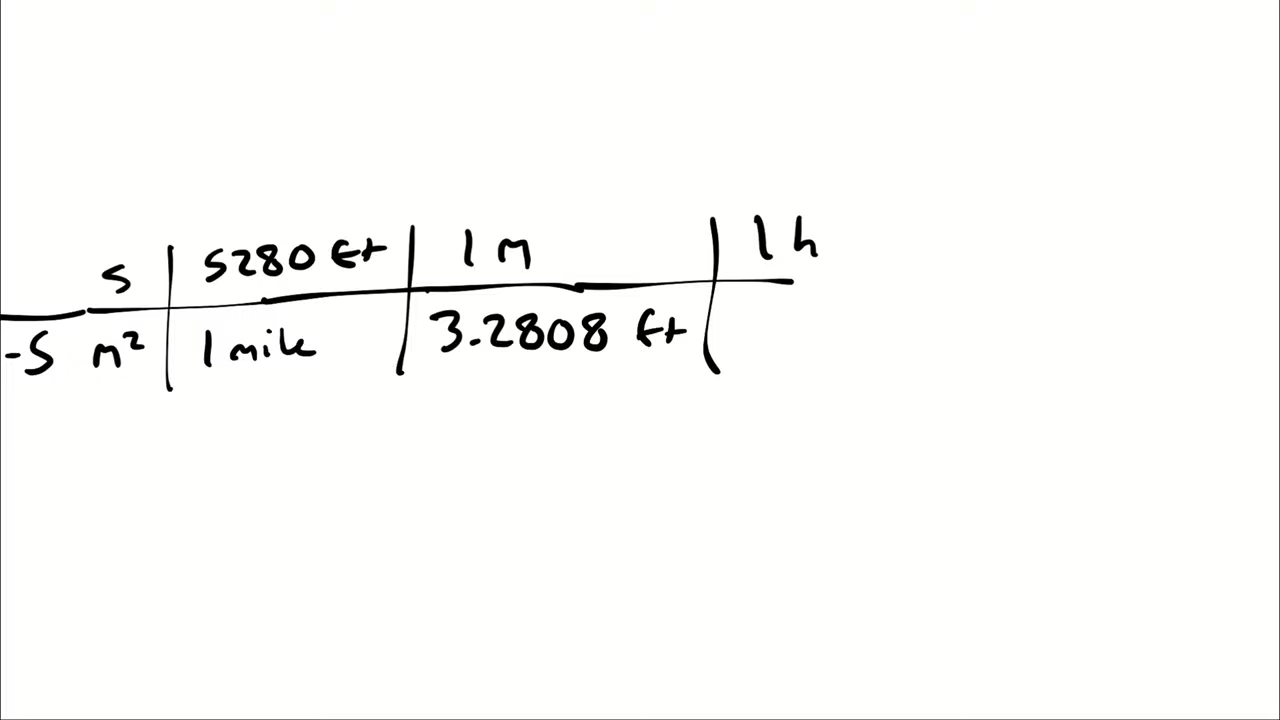 s | 5280 ft | 1 m | 1 h
-5 m² | 1 mile | 3.2808 ft |